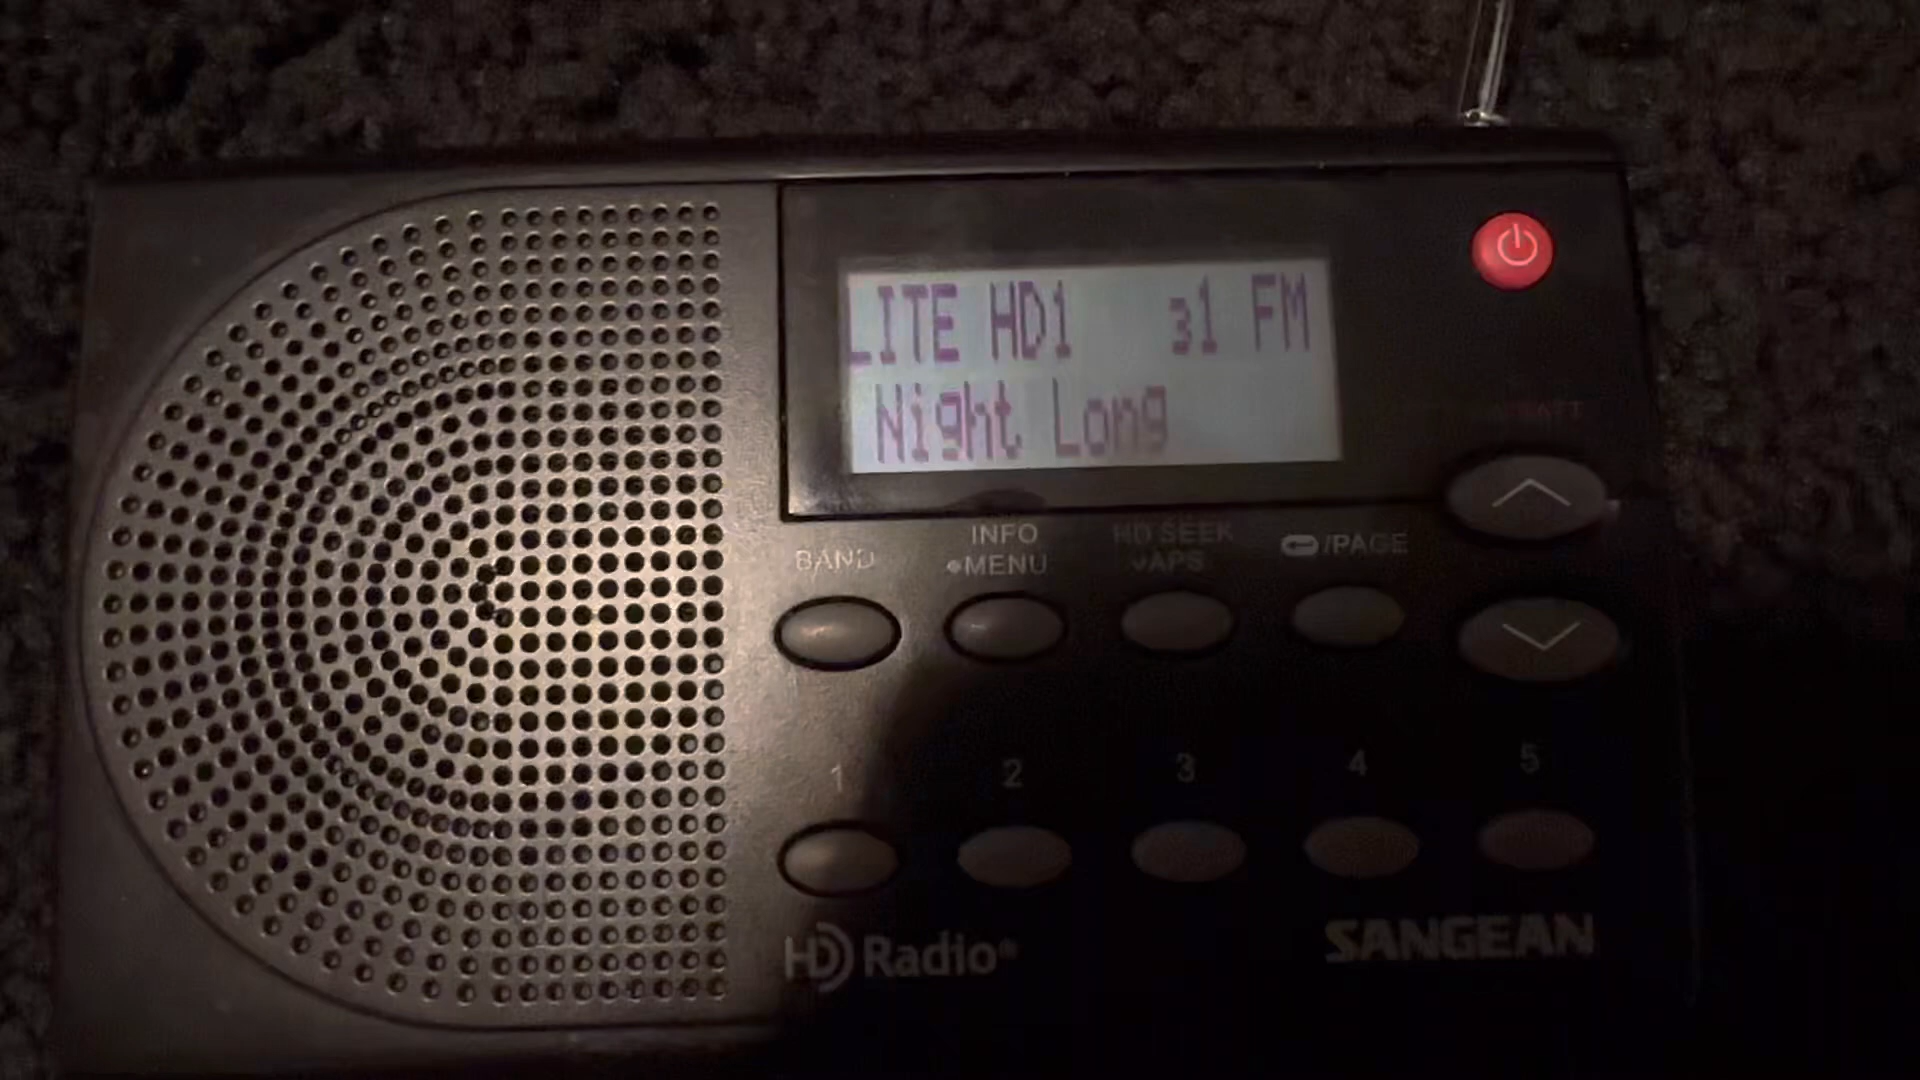 LITE HD1 31 FM
Night Long
BAND
INFO
MENU
HD SEEK
/PAGE
1 2 3 4 5
HD Radio
SANGEAN